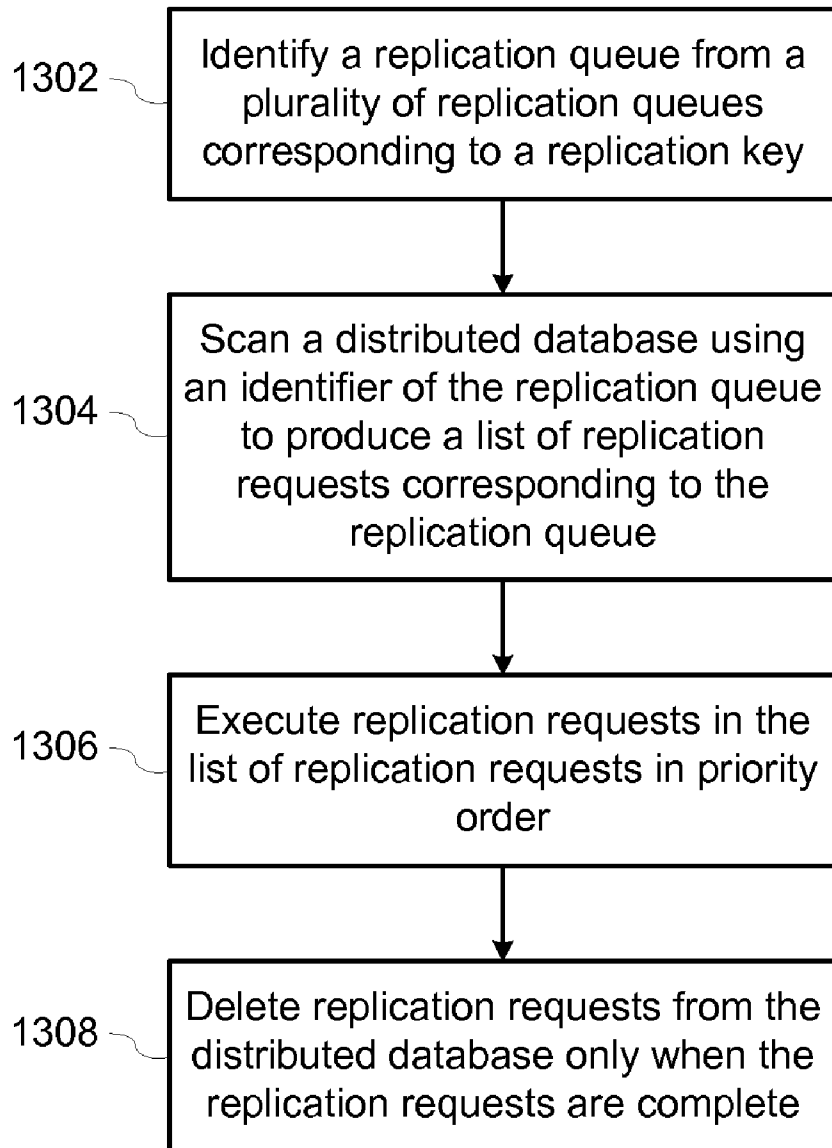 1302
Identify a replication queue from a
plurality of replication queues
corresponding to a replication key
1304
Scan a distributed database using
an identifier of the replication queue
to produce a list of replication
requests corresponding to the
replication queue
1306
Execute replication requests in the
list of replication requests in priority
order
1308
Delete replication requests from the
distributed database only when the
replication requests are complete